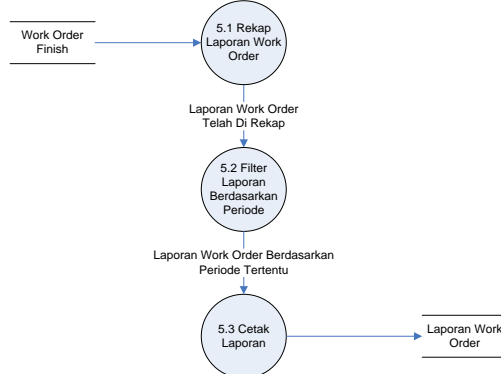 Work Order
Finish
5.1 Rekap
Laporan Work
Order
Laporan Work Order
Telah Di Rekap
5.2 Filter
Laporan
Berdasarkan
Periode
Laporan Work Order Berdasarkan
Periode Tertentu
5.3 Cetak
Laporan
Laporan Work
Order